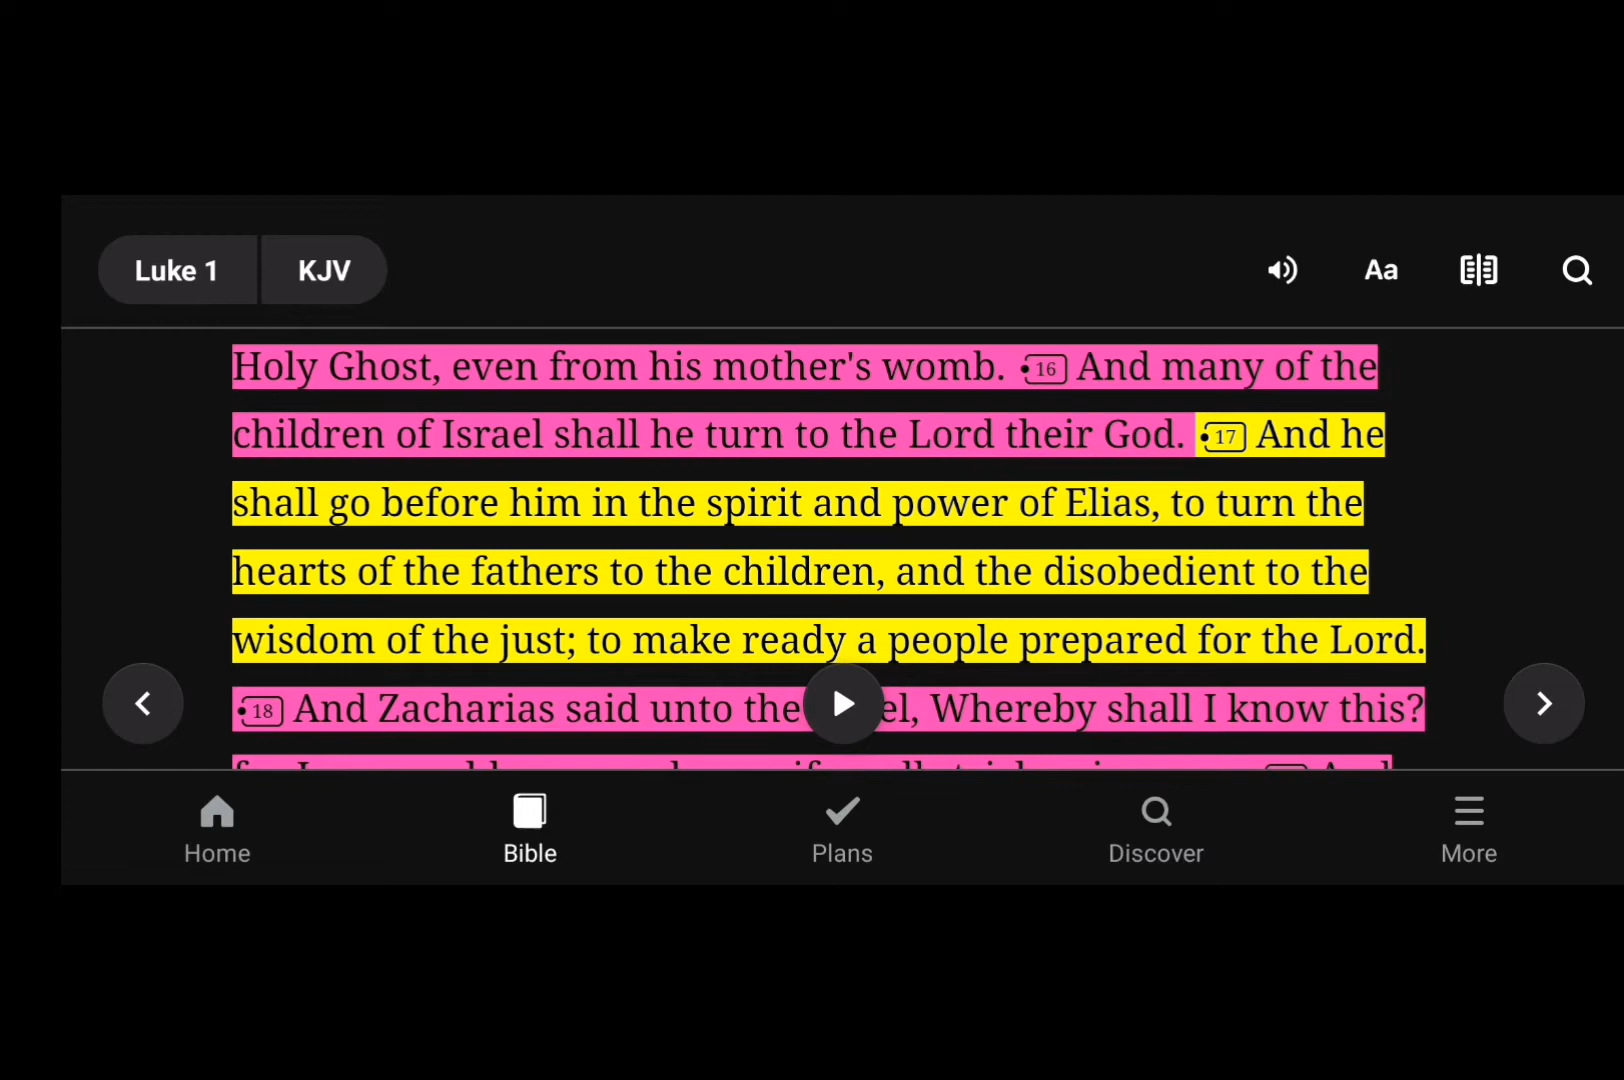 Luke 1 KJV Aa
Holy Ghost, even from his mother's womb. 16 And many of the
children of Israel shall he turn to the Lord their God. 17 And he
shall go before him in the spirit and power of Elias, to turn the
hearts of the fathers to the children, and the disobedient to the
wisdom of the just; to make ready a people prepared for the Lord.
18 And Zacharias said unto the el, Whereby shall I know this?
Home Bible Plans Discover More